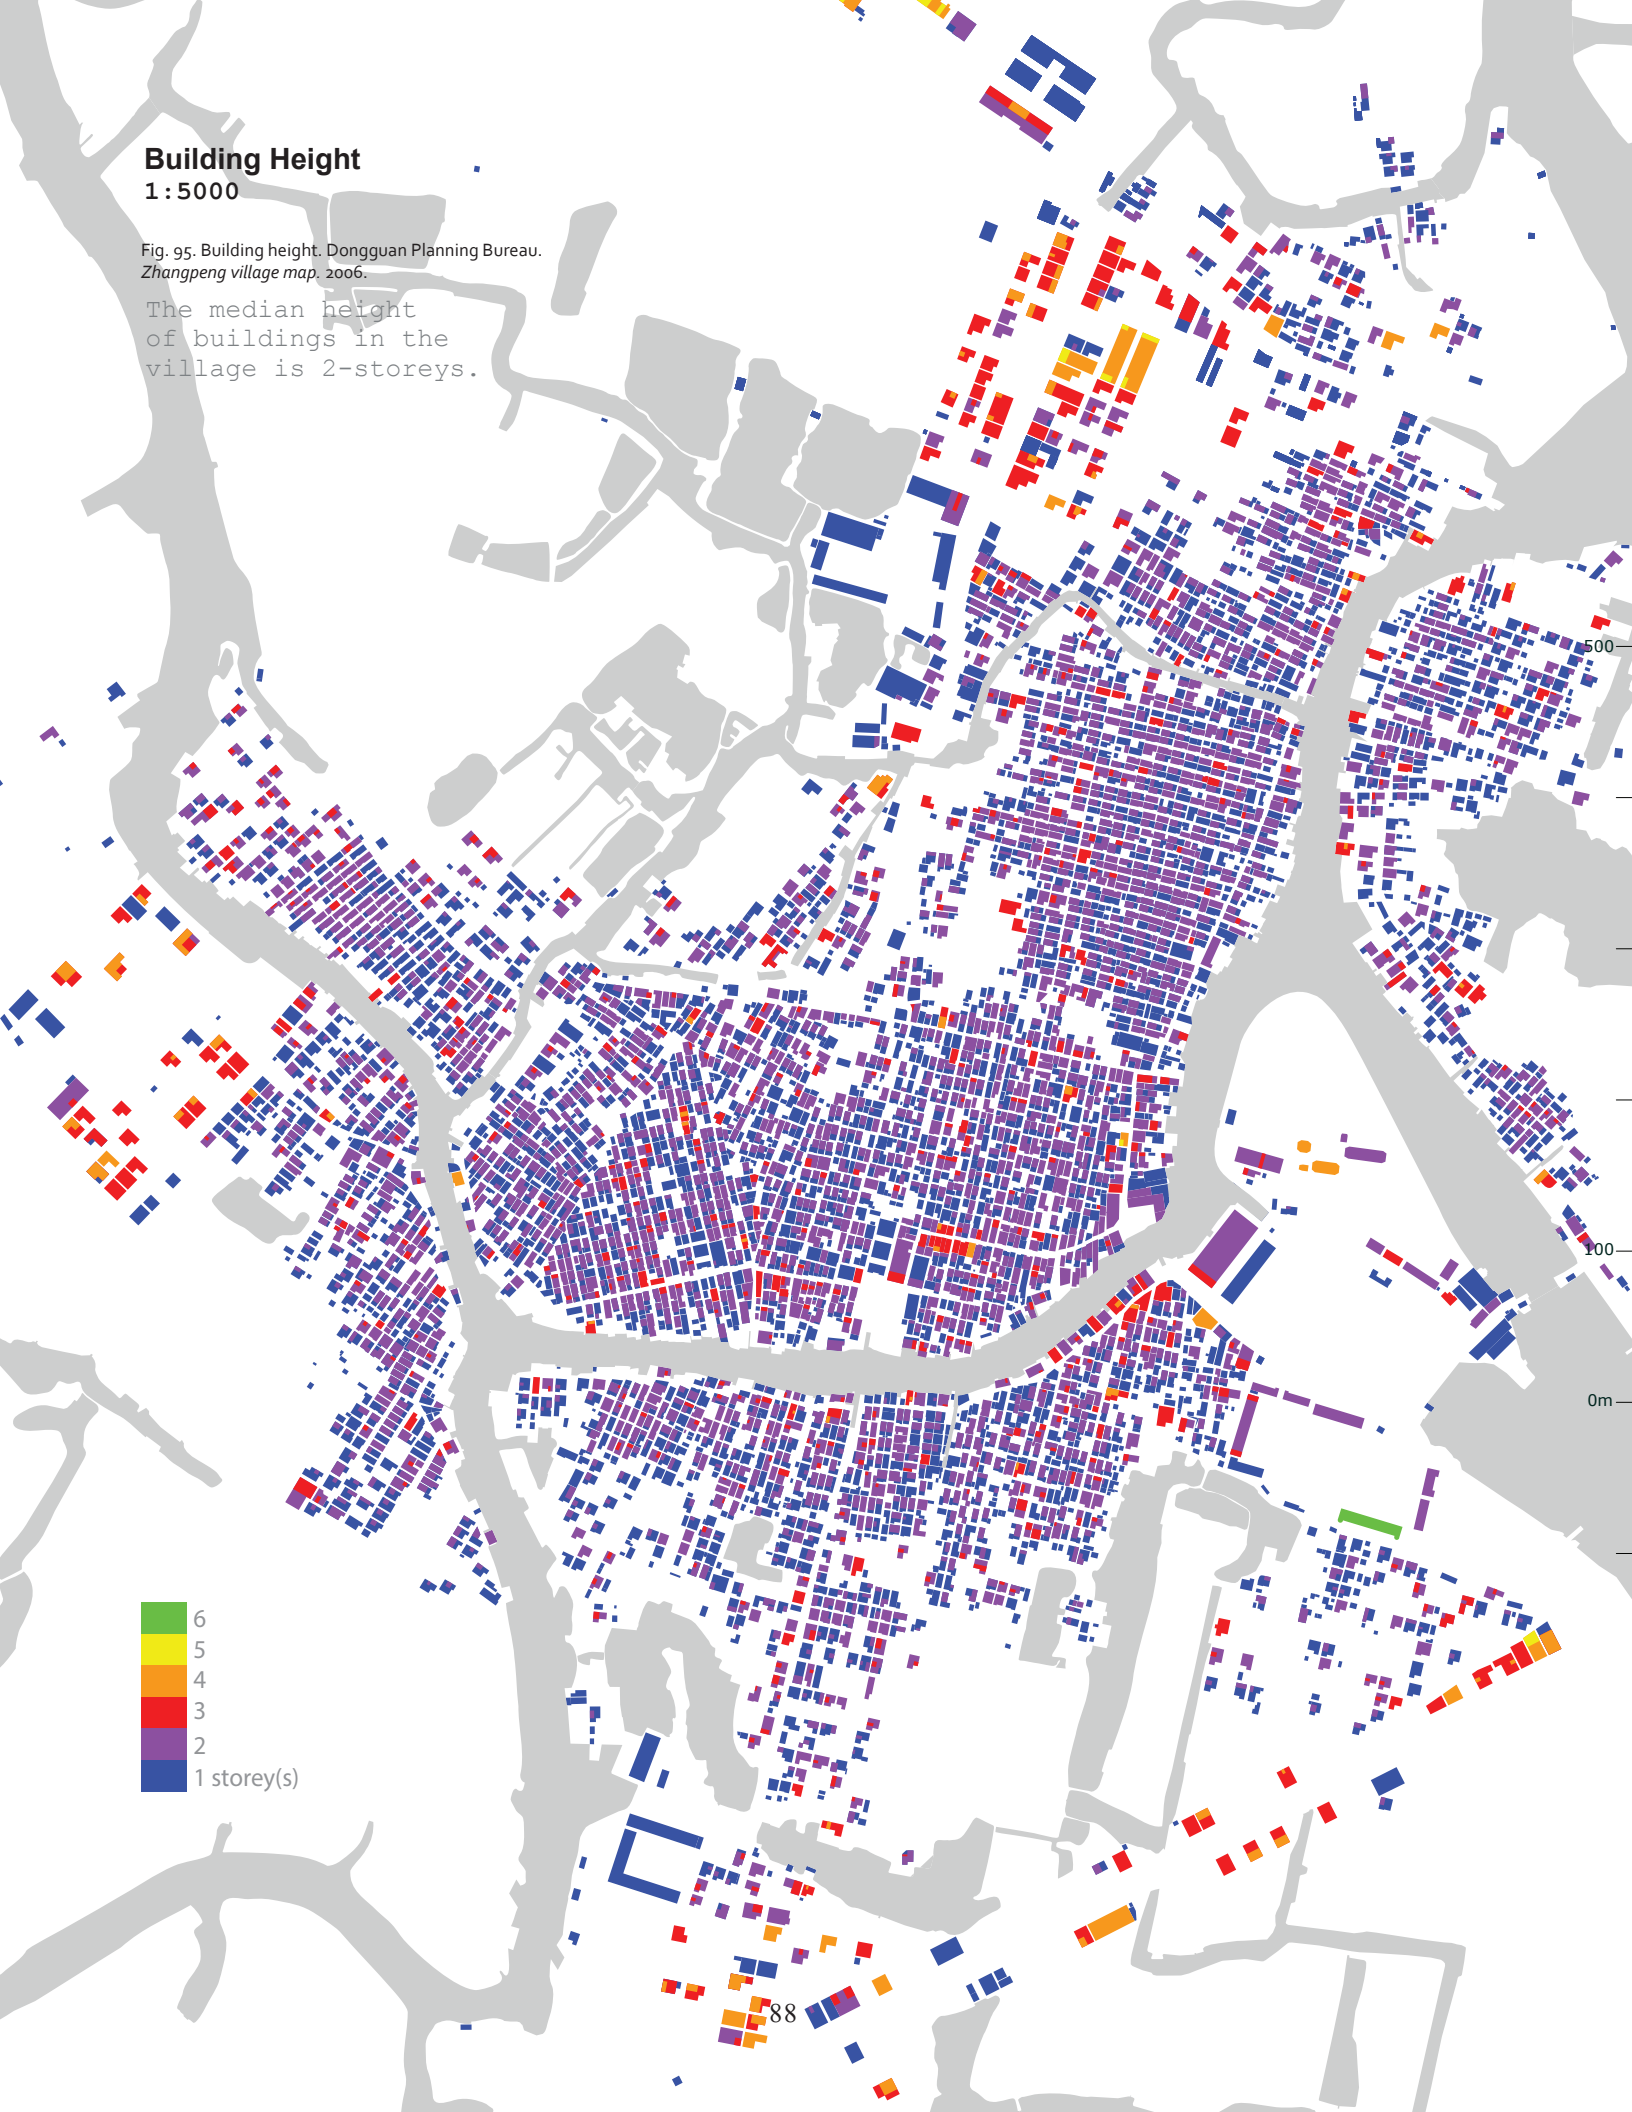 Building Height
1:5000
Fig. 95. Building height. Dongguan Planning Bureau.
Zhangpeng village map. 2006.
The median height
of buildings in the
village is 2-storeys.
500
100
0m
6
5
4
3
2
1 storey(s)
88